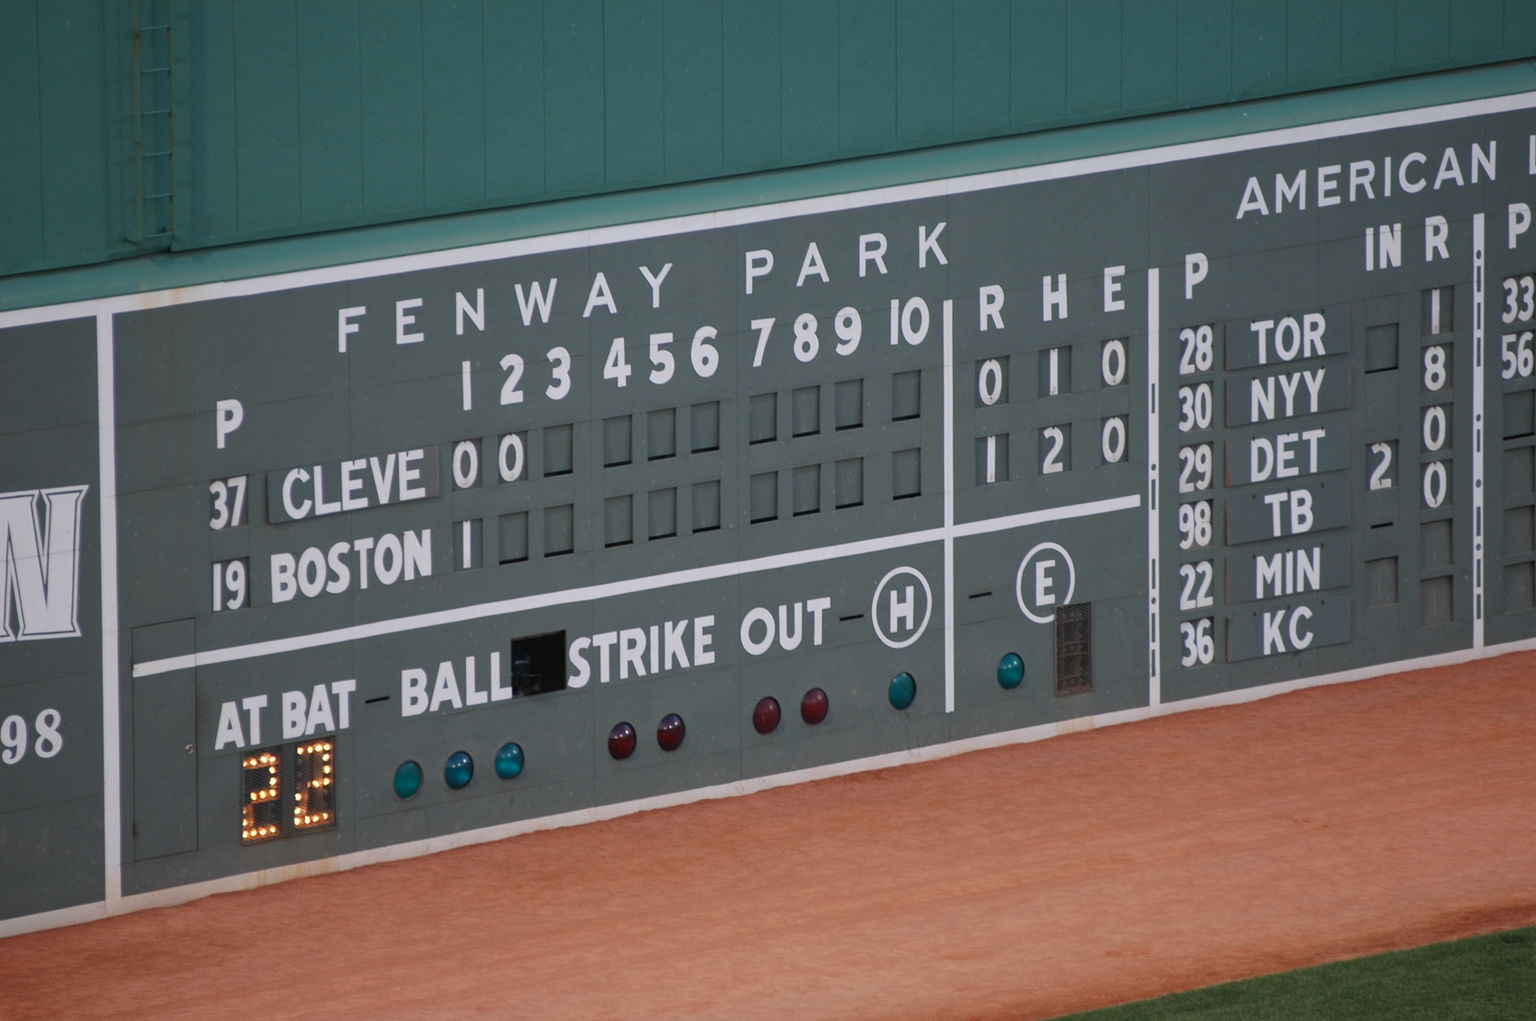 FENWAY PARK
AMERICAN
P 1 2 3 4 5 6 7 8 9 10 R H E
37 CLEVE 0 0 0 1 0
19 BOSTON 1 1 2 0
P IN R P
28 TOR 1 33
30 NYY 8 56
29 DET 2 0
98 TB 0
22 MIN
36 KC
AT BAT - BALL STRIKE OUT - H - E
22
N
98